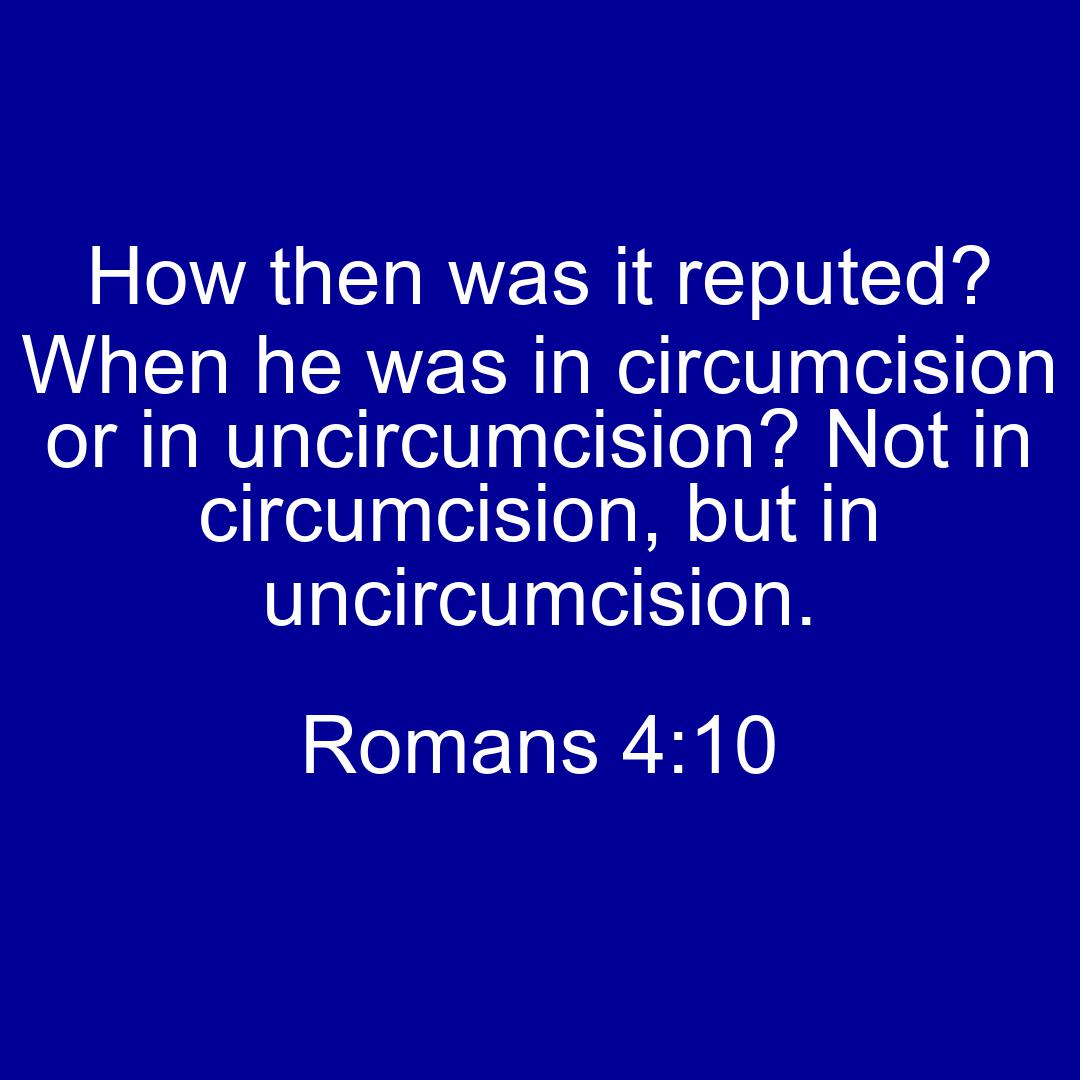 How then was it reputed?
When he was in circumcision
or in uncircumcision? Not in
circumcision, but in
uncircumcision.
Romans 4:10